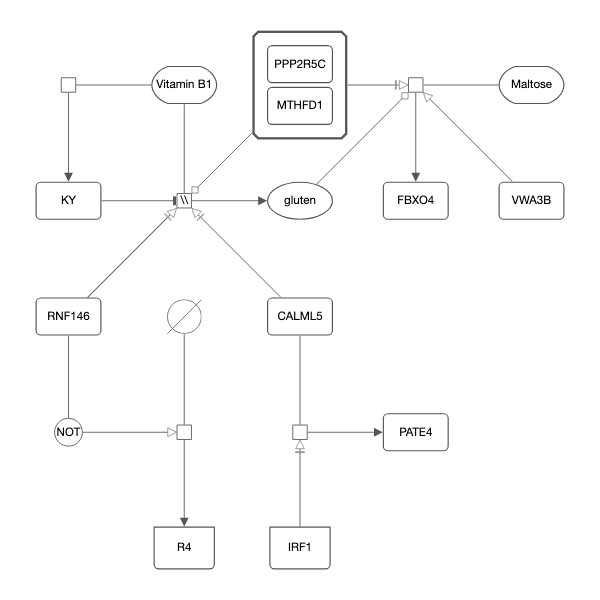 PPP2R5C
Vitamin B1
Maltose
MTHFD1
KY
\\
gluten
FBXO4
VWA3B
RNF146
CALML5
NOT
PATE4
R4
IRF1